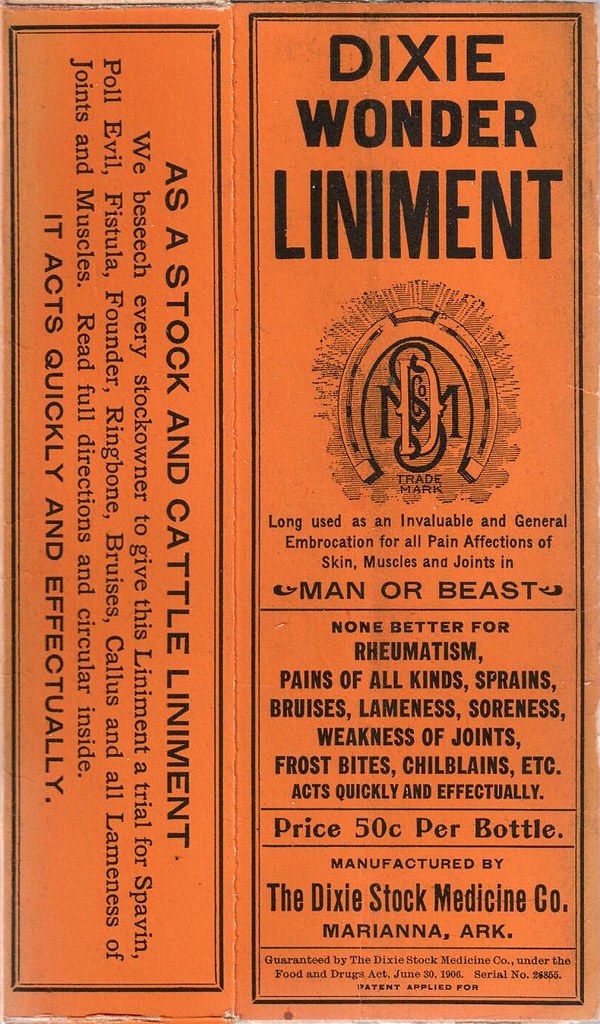 DIXIE
WONDER
LINIMENT
D
S
Co
M
TRADE
MARK
Long used as an Invaluable and General
Embrocation for all Pain Affections of
Skin, Muscles and Joints in
MAN OR BEAST
NONE BETTER FOR
RHEUMATISM,
PAINS OF ALL KINDS, SPRAINS,
BRUISES, LAMENESS, SORENESS,
WEAKNESS OF JOINTS,
FROST BITES, CHILBLAINS, ETC.
ACTS QUICKLY AND EFFECTUALLY.
Price 50c Per Bottle.
MANUFACTURED BY
The Dixie Stock Medicine Co.
MARIANNA, ARK.
Guaranteed by The Dixie Stock Medicine Co., under the
Food and Drugs Act, June 30, 1906. Serial No. 26855.
PATENT APPLIED FOR
AS A STOCK AND CATTLE LINIMENT
We beseech every stockowner to give this Liniment a trial for Spavin,
Poll Evil, Fistula, Founder, Ringbone, Bruises, Callus and all Lameness of
Joints and Muscles. Read full directions and circular inside.
IT ACTS QUICKLY AND EFFECTUALLY.